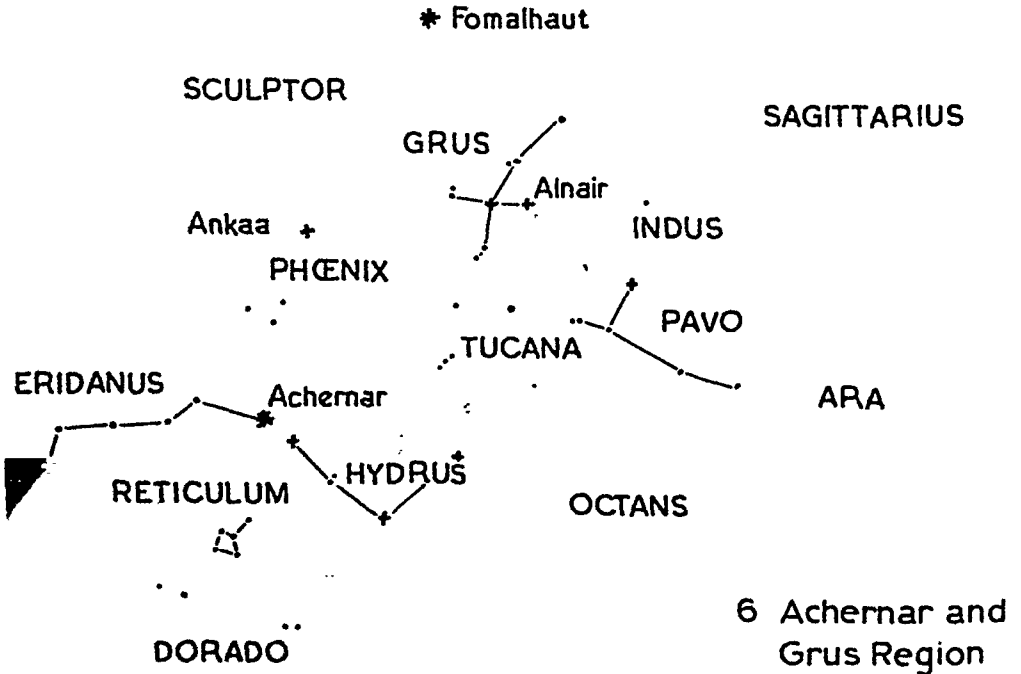 Fomalhaut
SCULPTOR
SAGITTARIUS
GRUS
Alnair
Ankaa
INDUS
PHŒNIX
PAVO
TUCANA
ERIDANUS
Achernar
ARA
HYDRUS
RETICULUM
OCTANS
6 Achernar and
Grus Region
DORADO